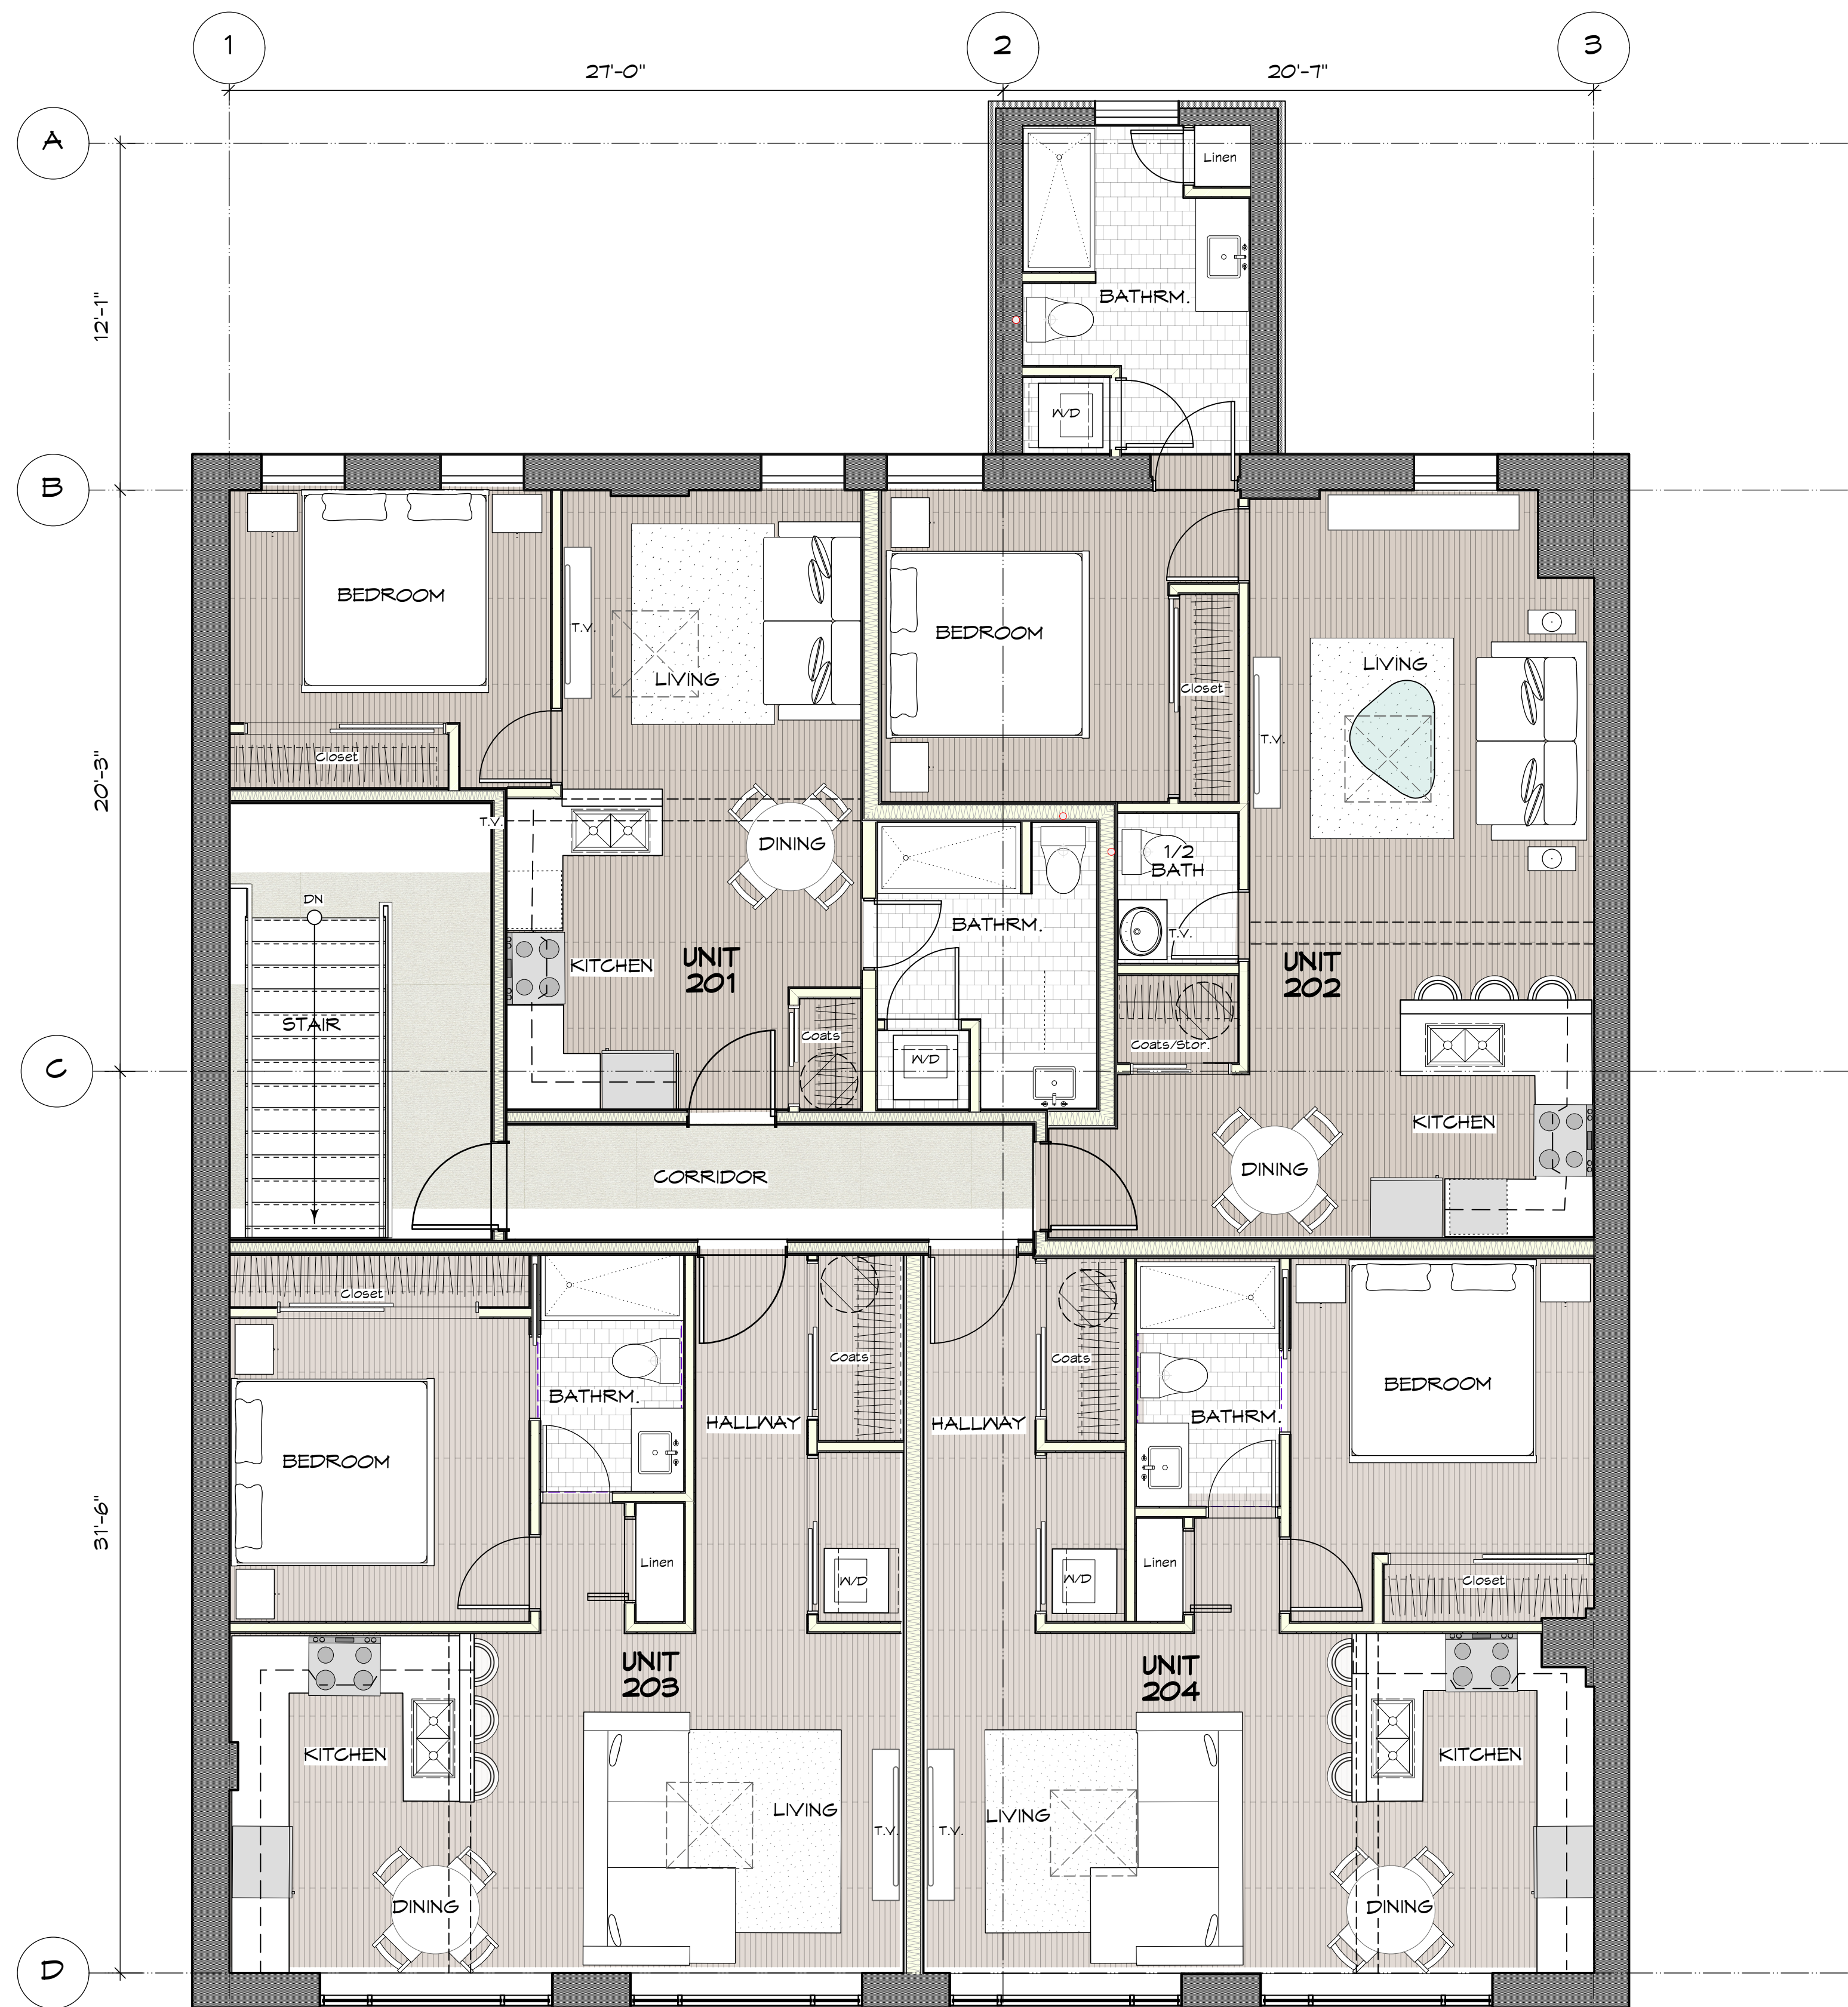 1
2
3
27'-0"
20'-7"
A
Linen
BATHRM.
12'-1"
W/D
B
BEDROOM
T.V.
LIVING
Closet
BEDROOM
Closet
LIVING
T.V.
20'-3"
T.V.
DINING
1/2
BATH
T.V.
BATHRM.
DN
KITCHEN
UNIT
201
UNIT
202
STAIR
Coats
W/D
Coats/Stor.
C
KITCHEN
DINING
CORRIDOR
Closet
Coats
Coats
BATHRM.
HALLWAY
HALLWAY
BATHRM.
BEDROOM
BEDROOM
31'-6"
Linen
W/D
W/D
Linen
Closet
UNIT
203
UNIT
204
KITCHEN
KITCHEN
LIVING
T.V.
T.V.
LIVING
DINING
DINING
D